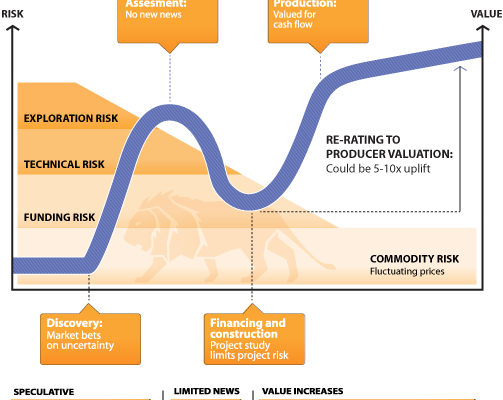 Assesment:
No new news
Production:
Valued for
cash flow
RISK
VALUE
EXPLORATION RISK
RE-RATING TO
PRODUCER VALUATION:
Could be 5-10x uplift
TECHNICAL RISK
FUNDING RISK
COMMODITY RISK
Fluctuating prices
Discovery:
Market bets
on uncertainty
Financing and
construction
Project study
limits project risk
SPECULATIVE
LIMITED NEWS
VALUE INCREASES